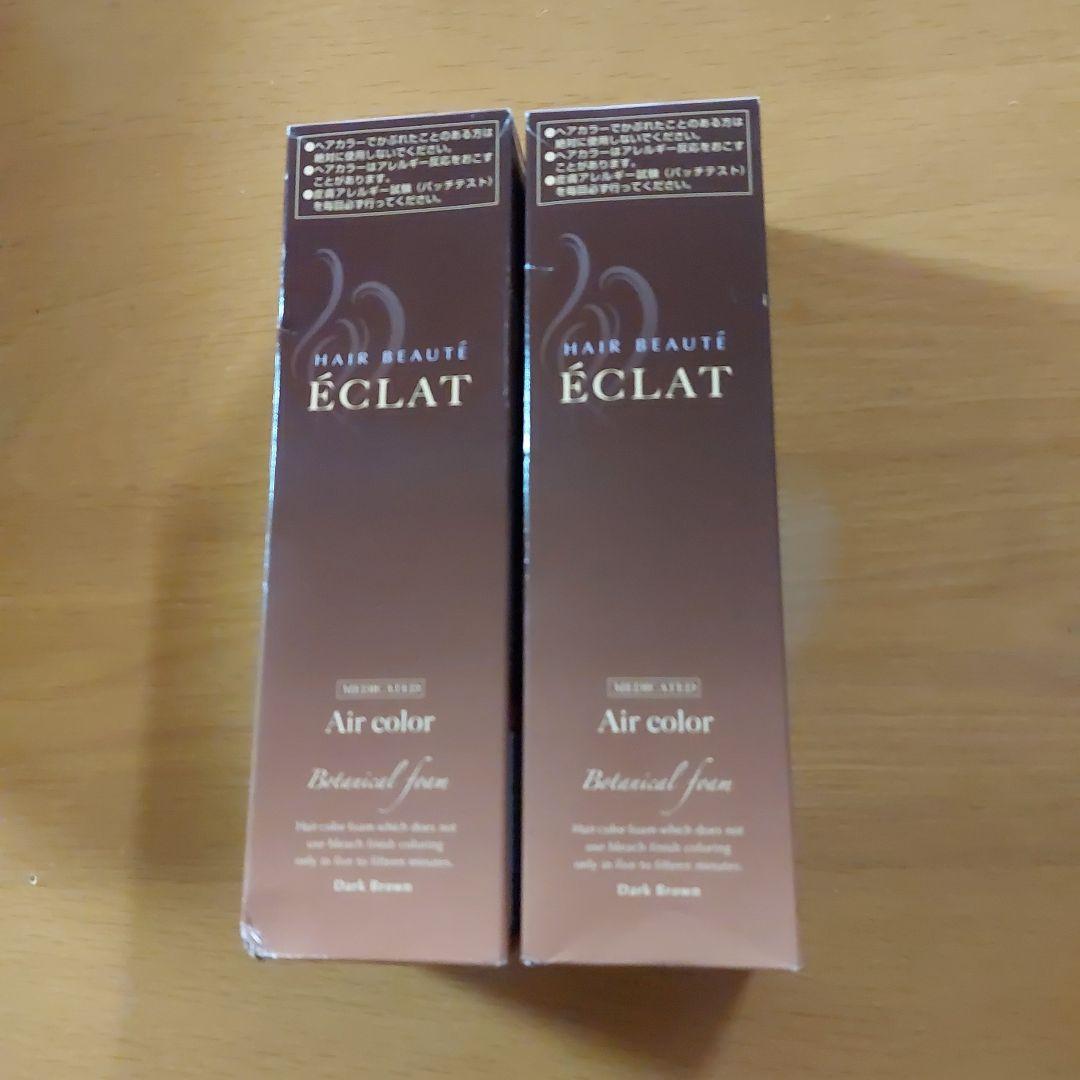 ●ヘアカラーでかぶれたことのある方は
絶対に使用しないでください。
●ヘアカラーはアレルギー反応をおこす
ことがあります。
●皮膚アレルギー試験（パッチテスト）
を毎回必ず行ってください。
HAIR BEAUTÉ
ÉCLAT
MEDICATED
Air color
Botanical foam
Hair color foam which does not
use bleach finish coloring
only in five to fifteen minutes.
Dark Brown
●ヘアカラーでかぶれたことのある方は
絶対に使用しないでください。
●ヘアカラーはアレルギー反応をおこす
ことがあります。
●皮膚アレルギー試験（パッチテスト）
を毎回必ず行ってください。
HAIR BEAUTÉ
ÉCLAT
MEDICATED
Air color
Botanical foam
Hair color foam which does not
use bleach finish coloring
only in five to fifteen minutes.
Dark Brown